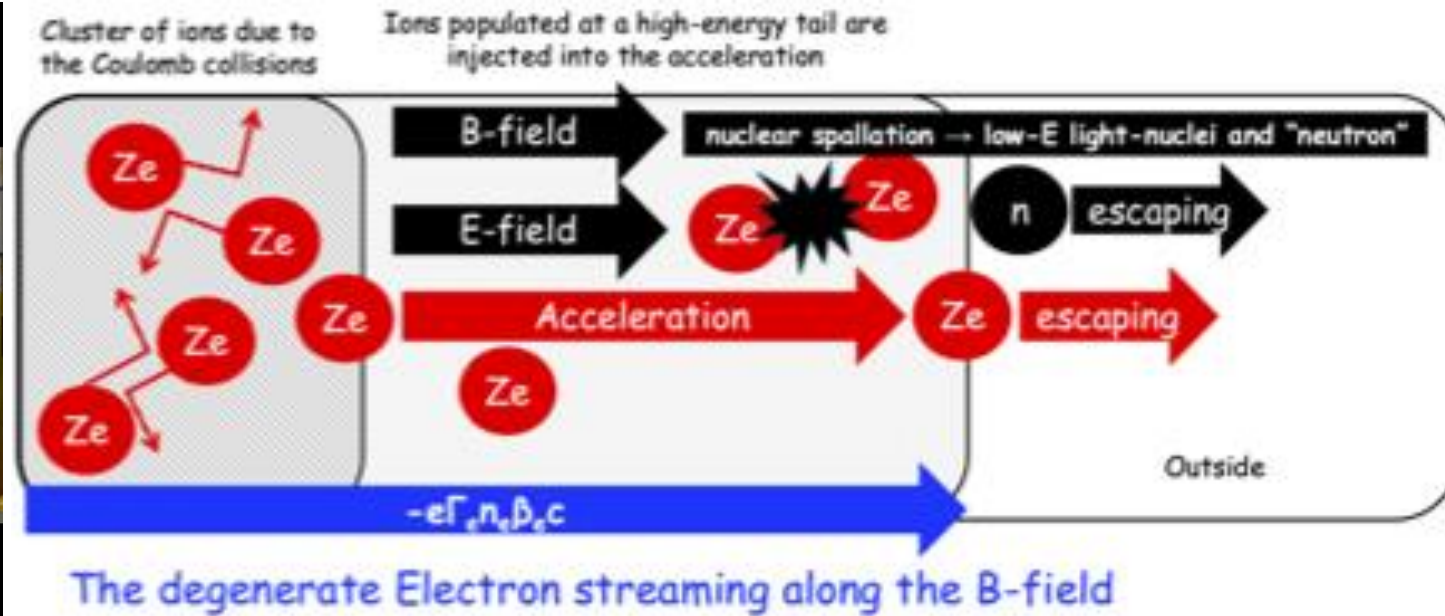 Cluster of ions due to
the Coulomb collisions
Ions populated at a high-energy tail are
injected into the acceleration
B-field
nuclear spallation → low-E light-nuclei and "neutron"
Ze
Ze
Ze
Ze
E-field
Ze
Ze
n
escaping
Ze
Acceleration
Ze
escaping
Ze
Outside
-eΓₑnₑβₑc
The degenerate Electron streaming along the B-field